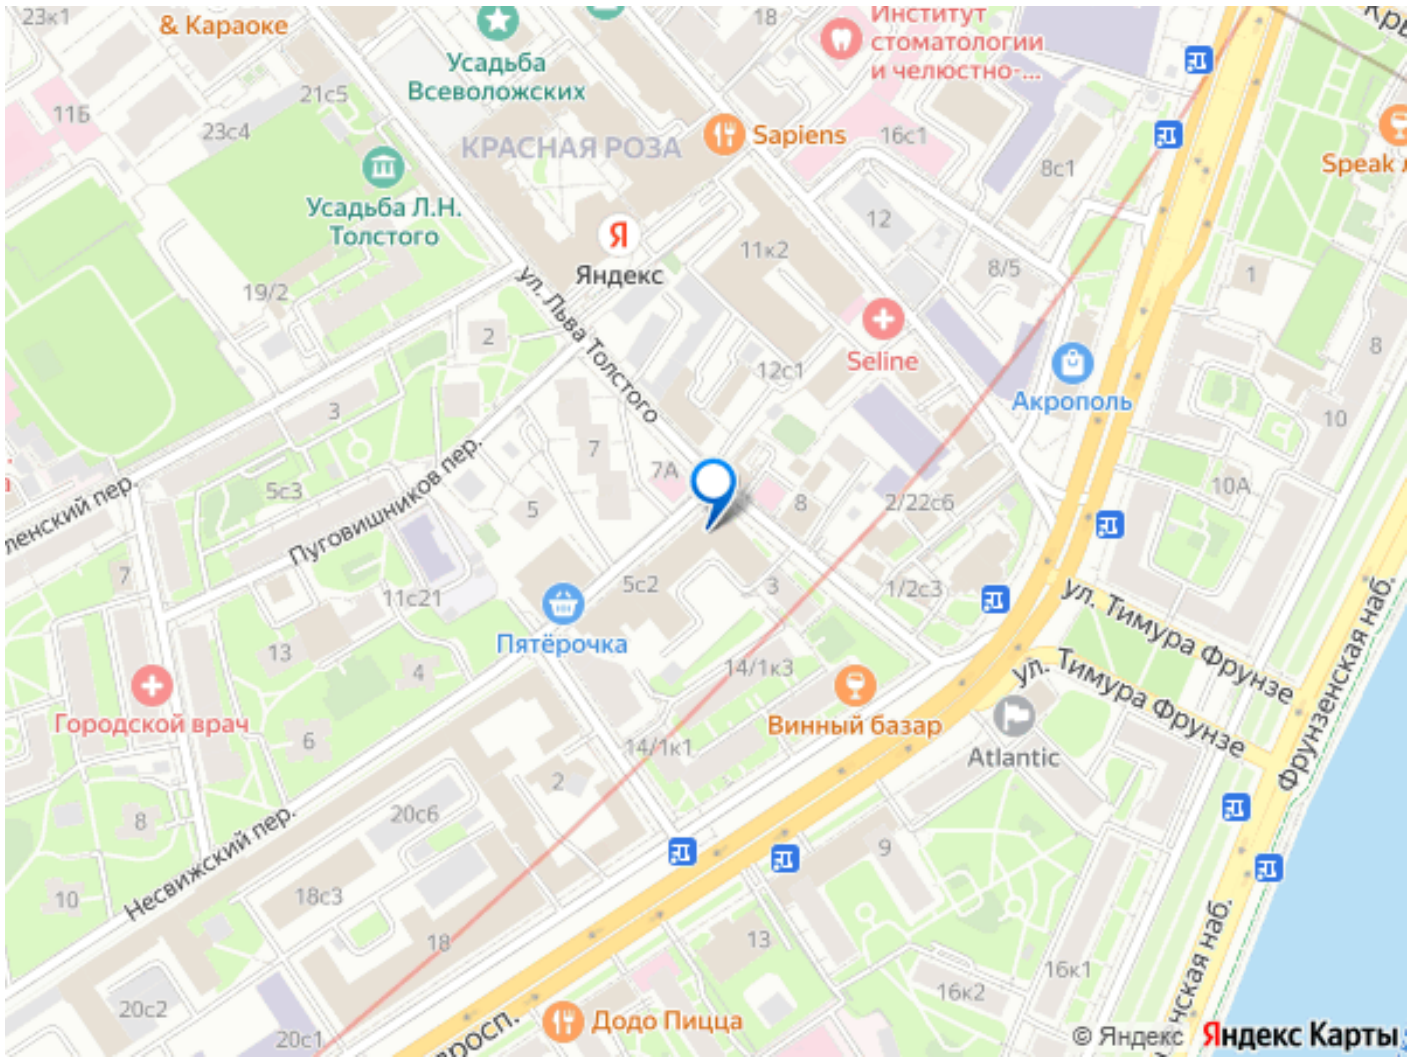 23к1
& Караоке
18
Институт
стоматологии
и челюстно-...
Усадьба
Всеволожских
21с5
11Б
23с4
КРАСНАЯ РОЗА
Sapiens
16с1
8с1
Speak
Усадьба Л.Н.
Толстого
12
Я
Яндекс
11к2
8/5
1
19/2
ул. Льва Толстого
2
Seline
8
12с1
Акрополь
3
10
Пуговишников пер.
7
7А
5с3
ленский пер.
5
8
2/22с6
10А
7
11с21
5с2
3
1/2с3
Пятёрочка
ул. Тимура Фрунзе
13
4
14/1к3
ул. Тимура Фрунзе
Фрунзенская наб.
Городской врач
Винный базар
6
14/1к1
Atlantic
2
8
20с6
Несвижский пер.
9
10
18с3
18
13
16к1
нская наб.
20с2
16к2
Додо Пицца
просп.
20с1
© Яндекс Яндекс Карты